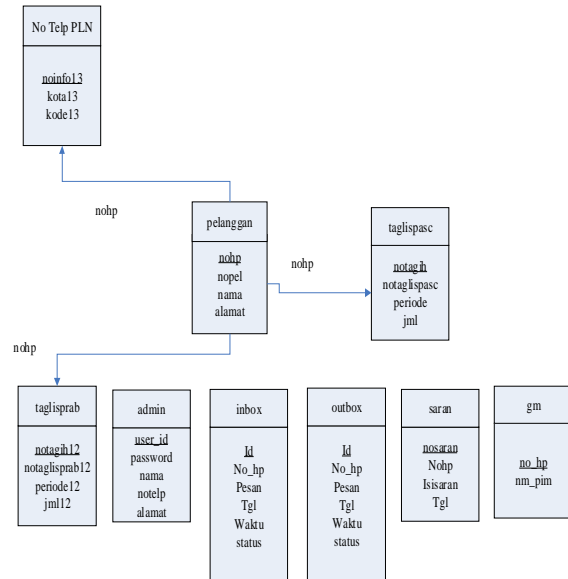 No Telp PLN
noinfo13
kota13
kode13
nohp
pelanggan
nohp
nopel
nama
alamat
nohp
taglispasc
notagih
notaglispasc
periode
jml
nohp
taglisprab
notagih12
notaglisprab12
periode12
jml12
admin
user_id
password
nama
notelp
alamat
inbox
Id
No_hp
Pesan
Tgl
Waktu
status
outbox
Id
No_hp
Pesan
Tgl
Waktu
status
saran
nosaran
Nohp
Isisaran
Tgl
gm
no_hp
nm_pim